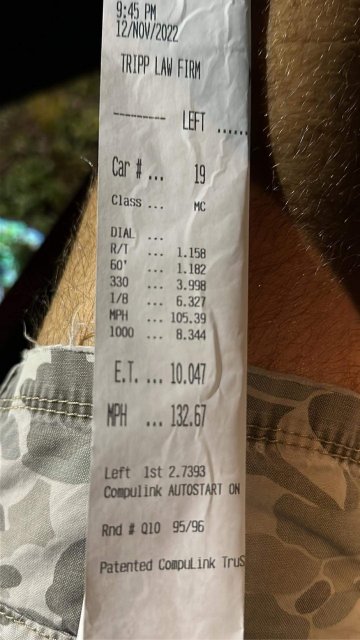 9:45 PM
12/NOV/2022
TRIPP LAW FIRM
--------- LEFT ......
Car # ... 19
Class ... MC
DIAL ...
R/T ... 1.158
60' ... 1.182
330 ... 3.998
1/8 ... 6.327
MPH ... 105.39
1000 ... 8.344
E.T. ... 10.047
MPH ... 132.67
Left 1st 2.7393
Compulink AUTOSTART ON
Rnd # Q10 95/96
Patented CompuLink TruS